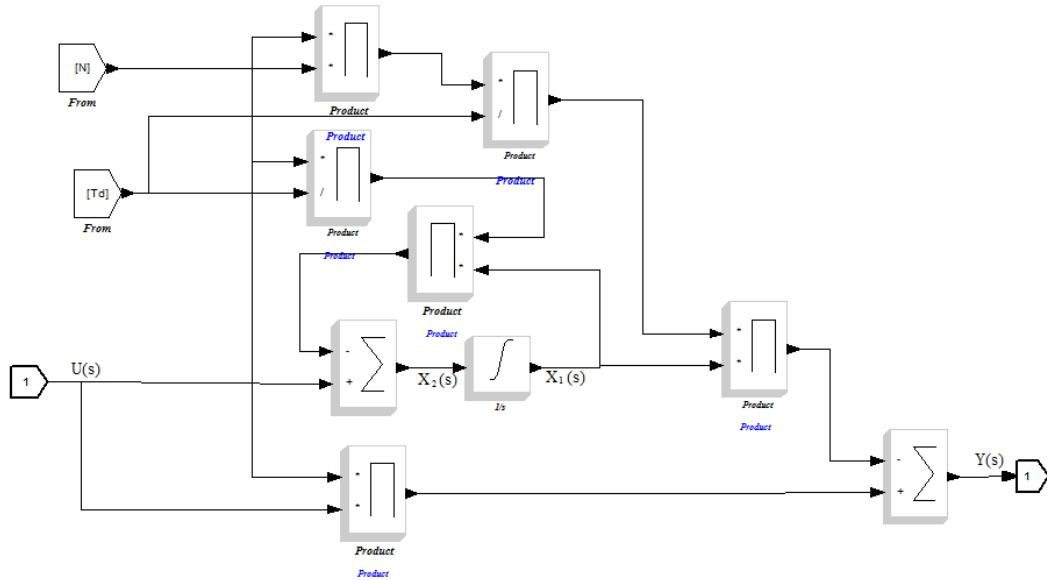 *
*
Product
[N]
From
*
/
Product
Product
Product
*
/
Product
Product
[Td]
From
*
*
Product
Product
-
+
X₂(s)
1/s
X₁(s)
*
*
Product
Product
U(s)
1
*
*
Product
Product
-
+
Y(s)
1